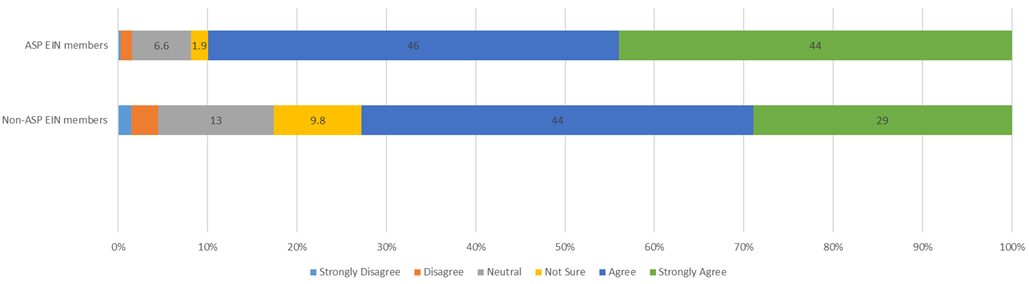 ASP EIN members
6.6 1.9 46 44
Non-ASP EIN members
13 9.8 44 29
0% 10% 20% 30% 40% 50% 60% 70% 80% 90% 100%
Strongly Disagree Disagree Neutral Not Sure Agree Strongly Agree